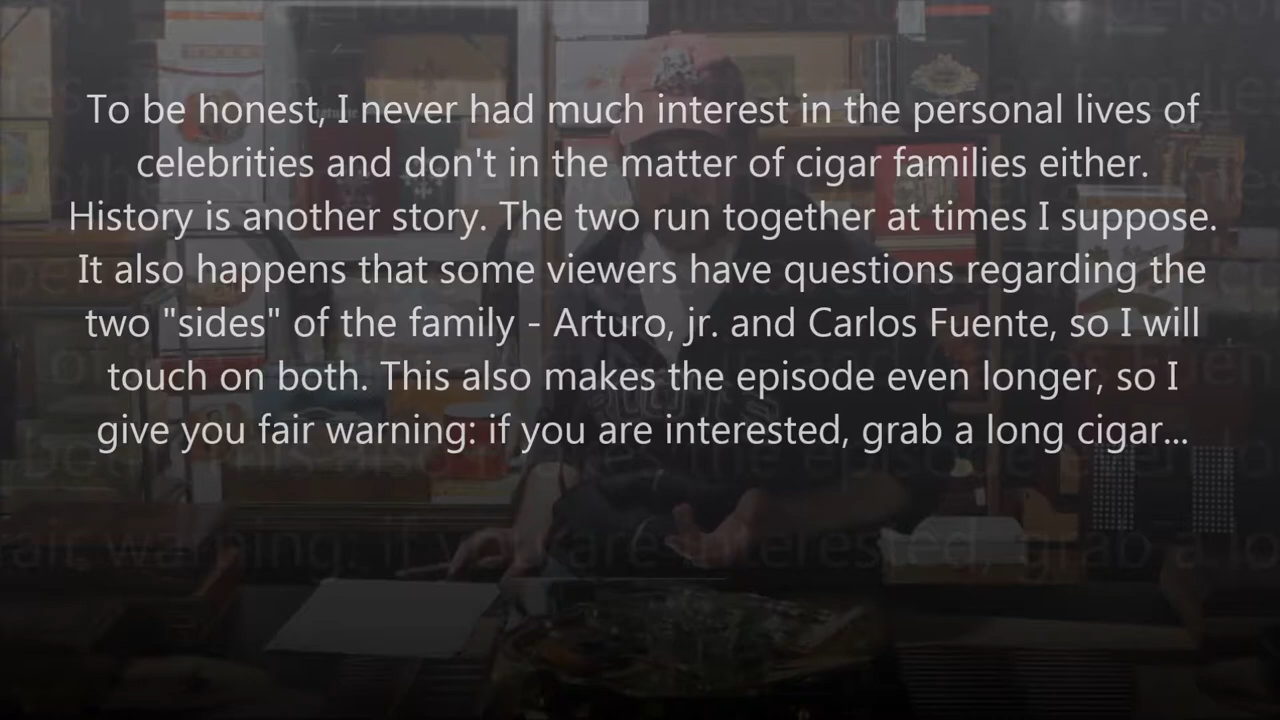 To be honest, I never had much interest in the personal lives of
celebrities and don't in the matter of cigar families either.
History is another story. The two run together at times I suppose.
It also happens that some viewers have questions regarding the
two "sides" of the family - Arturo, jr. and Carlos Fuente, so I will
touch on both. This also makes the episode even longer, so I
give you fair warning: if you are interested, grab a long cigar...